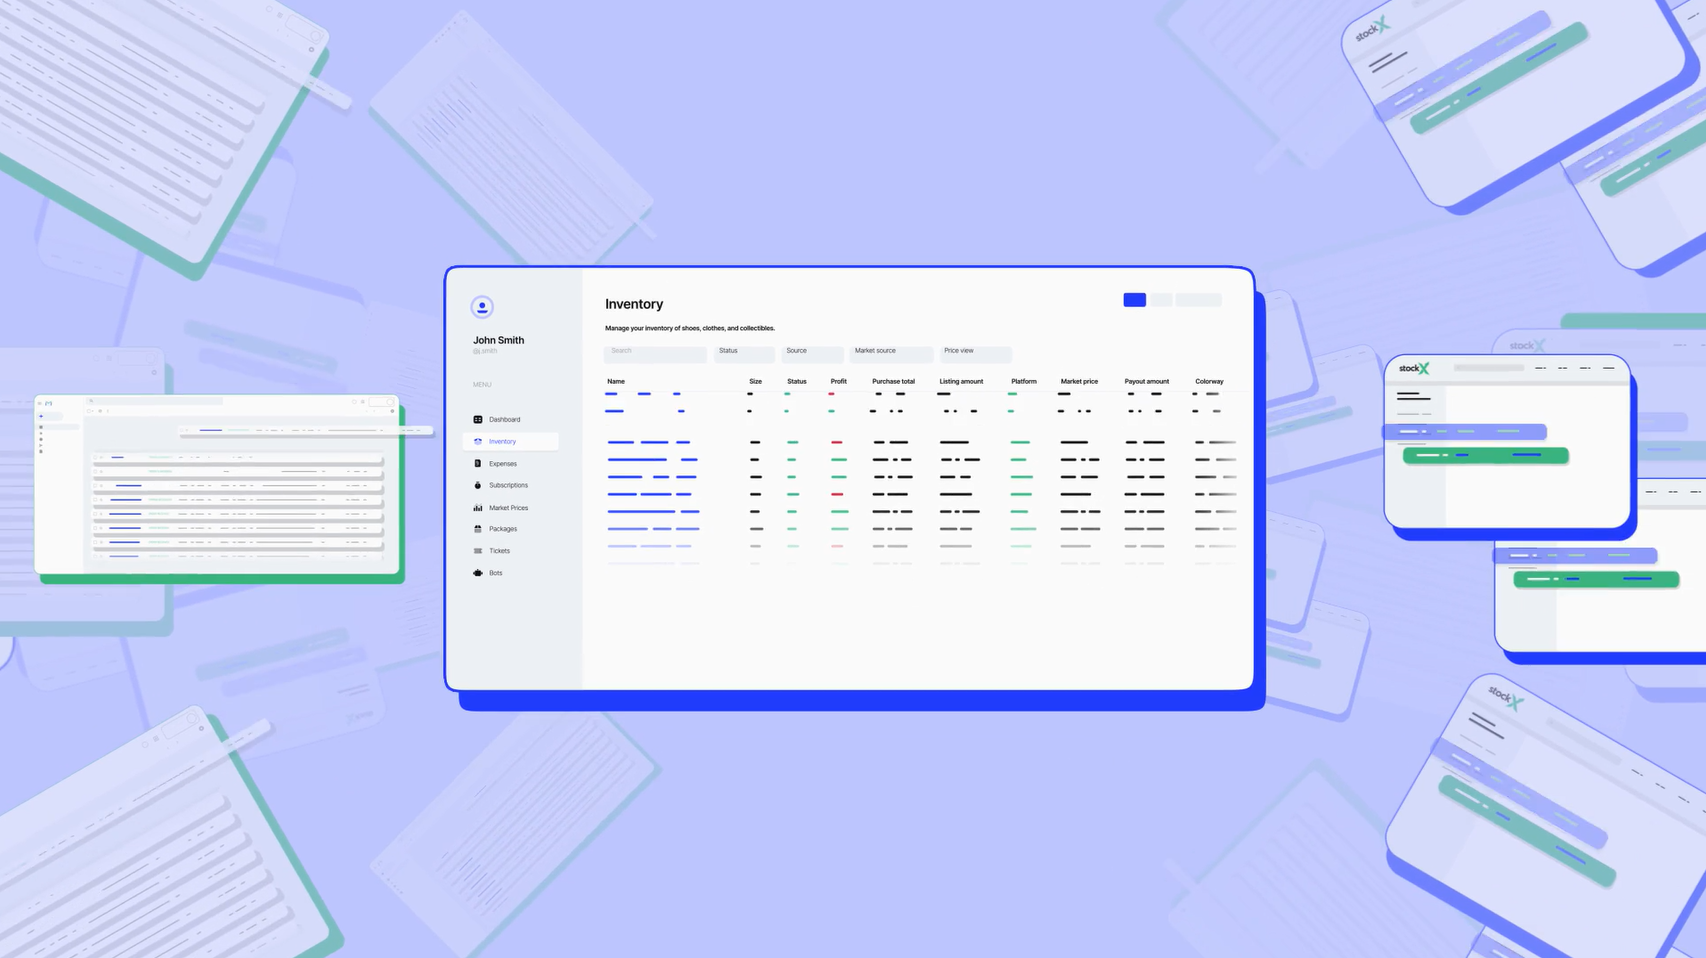 stockX
John Smith
@j.smith
MENU
Dashboard
Inventory
Expenses
Subscriptions
Market Prices
Packages
Tickets
Bots
Inventory
Manage your inventory of shoes, clothes, and collectibles.
Search Status Source Market source Price view
Name Size Status Profit Purchase total Listing amount Platform Market price Payout amount Colorway
stockX
stockX
stockX